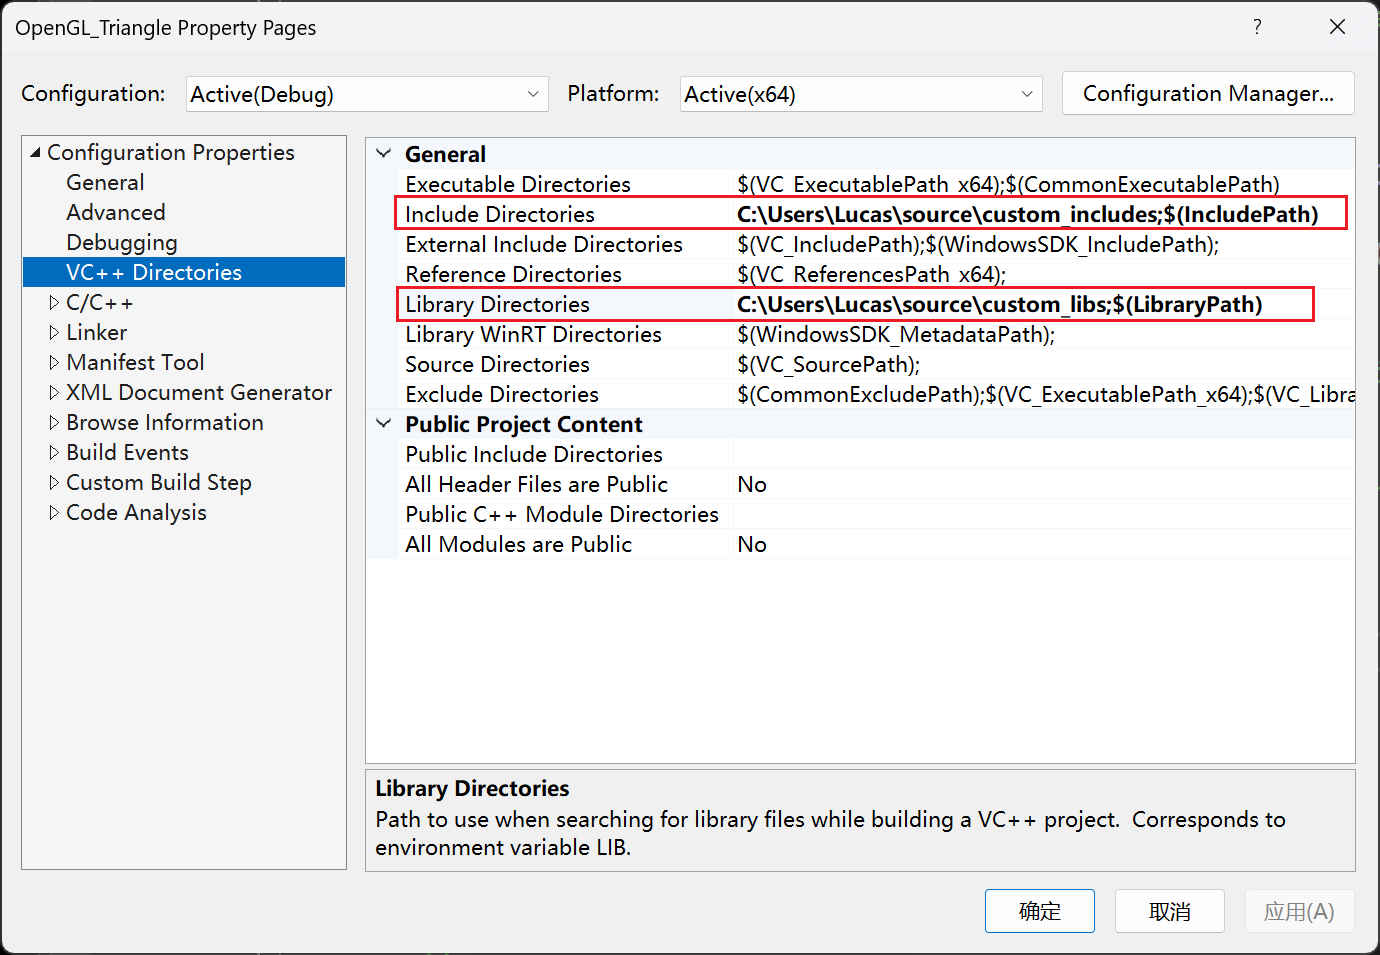 OpenGL_Triangle Property Pages
?
Configuration: Active(Debug) Platform: Active(x64) Configuration Manager...
Configuration Properties
General
Advanced
Debugging
VC++ Directories
C/C++
Linker
Manifest Tool
XML Document Generator
Browse Information
Build Events
Custom Build Step
Code Analysis
General
Executable Directories $(VC_ExecutablePath_x64);$(CommonExecutablePath)
Include Directories C:\Users\Lucas\source\custom_includes;$(IncludePath)
External Include Directories $(VC_IncludePath);$(WindowsSDK_IncludePath);
Reference Directories $(VC_ReferencesPath_x64);
Library Directories C:\Users\Lucas\source\custom_libs;$(LibraryPath)
Library WinRT Directories $(WindowsSDK_MetadataPath);
Source Directories $(VC_SourcePath);
Exclude Directories $(CommonExcludePath);$(VC_ExecutablePath_x64);$(VC_Libra
Public Project Content
Public Include Directories
All Header Files are Public No
Public C++ Module Directories
All Modules are Public No
Library Directories
Path to use when searching for library files while building a VC++ project.  Corresponds to
environment variable LIB.
确定 取消 应用(A)